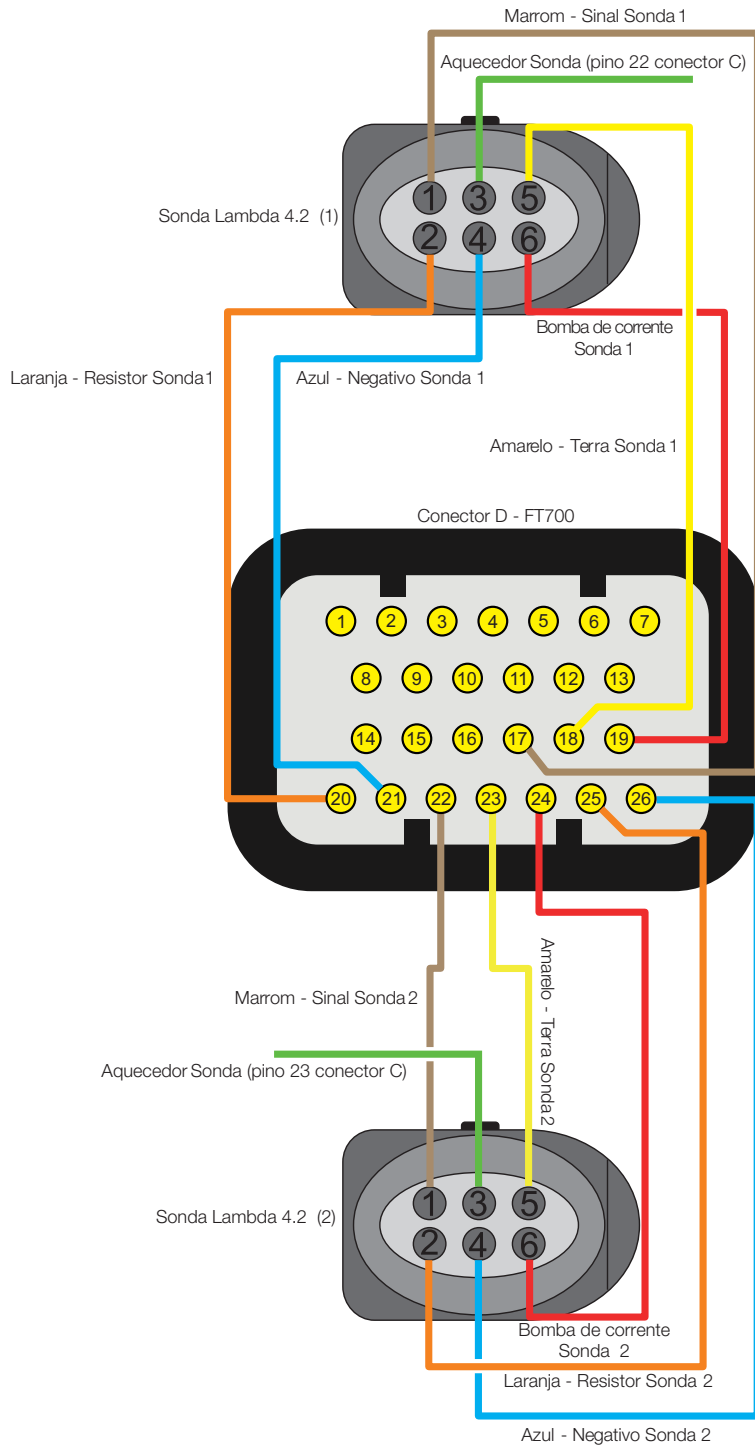 Marrom - Sinal Sonda 1
Aquecedor Sonda (pino 22 conector C)
1 3 5
Sonda Lambda 4.2 (1)
2 4 6
Bomba de corrente
Sonda 1
Laranja - Resistor Sonda 1
Azul - Negativo Sonda 1
Amarelo - Terra Sonda 1
Conector D - FT700
1 2 3 4 5 6 7
8 9 10 11 12 13
14 15 16 17 18 19
20 21 22 23 24 25 26
Amarelo - Terra Sonda 2
Marrom - Sinal Sonda 2
Aquecedor Sonda (pino 23 conector C)
1 3 5
Sonda Lambda 4.2 (2)
2 4 6
Bomba de corrente
Sonda 2
Laranja - Resistor Sonda 2
Azul - Negativo Sonda 2